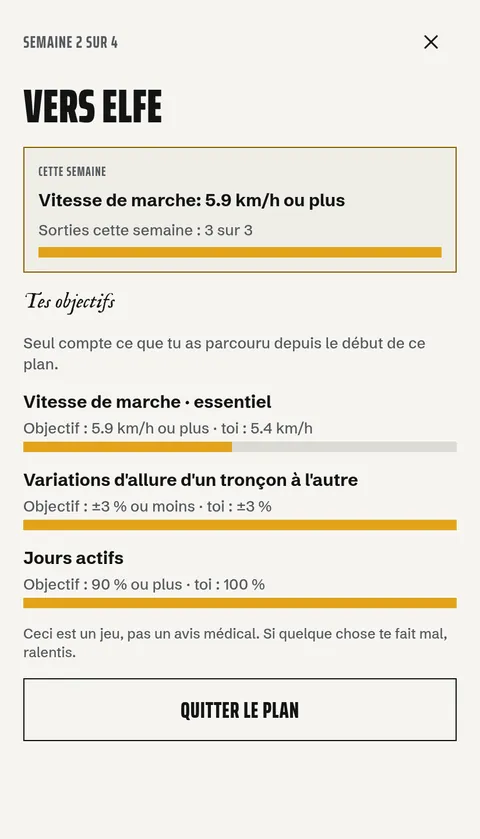 SEMAINE 2 SUR 4
VERS ELFE
CETTE SEMAINE
Vitesse de marche: 5.9 km/h ou plus
Sorties cette semaine : 3 sur 3
Tes objectifs
Seul compte ce que tu as parcouru depuis le début de ce
plan.
Vitesse de marche · essentiel
Objectif : 5.9 km/h ou plus · toi : 5.4 km/h
Variations d'allure d'un tronçon à l'autre
Objectif : ±3 % ou moins · toi : ±3 %
Jours actifs
Objectif : 90 % ou plus · toi : 100 %
Ceci est un jeu, pas un avis médical. Si quelque chose te fait mal,
ralentis.
QUITTER LE PLAN